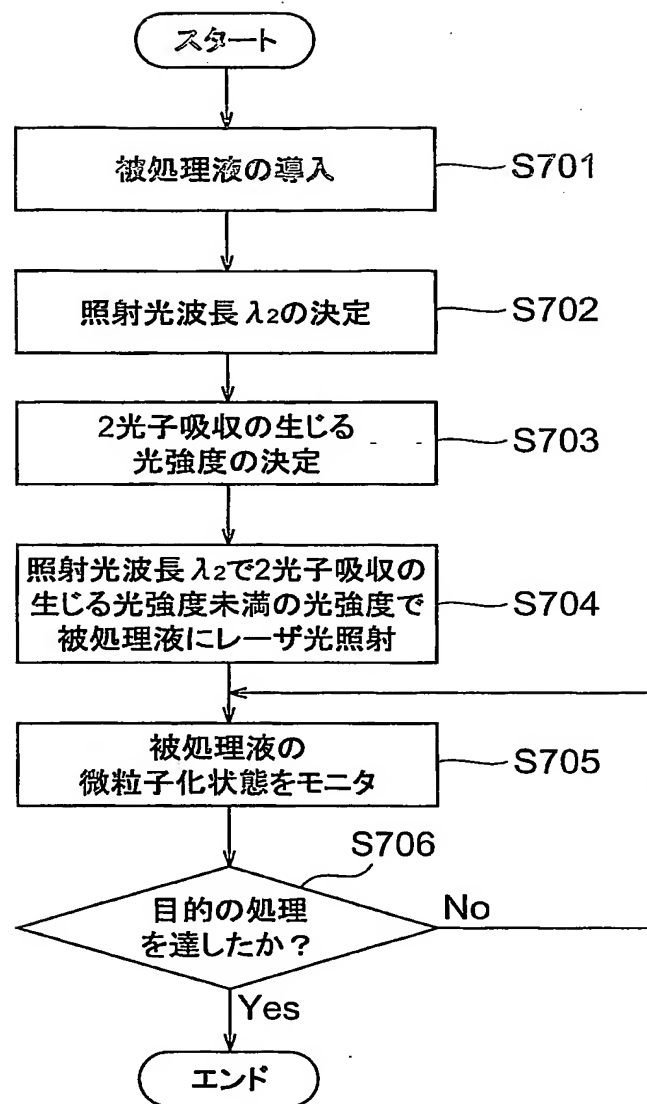 スタート
被処理液の導入
S701
照射光波長λ₂の決定
S702
2光子吸収の生じる
光強度の決定
S703
照射光波長λ₂で2光子吸収の
生じる光強度未満の光強度で
被処理液にレーザ光照射
S704
被処理液の
微粒子化状態をモニタ
S705
S706
目的の処理
を達したか?
No
Yes
エンド